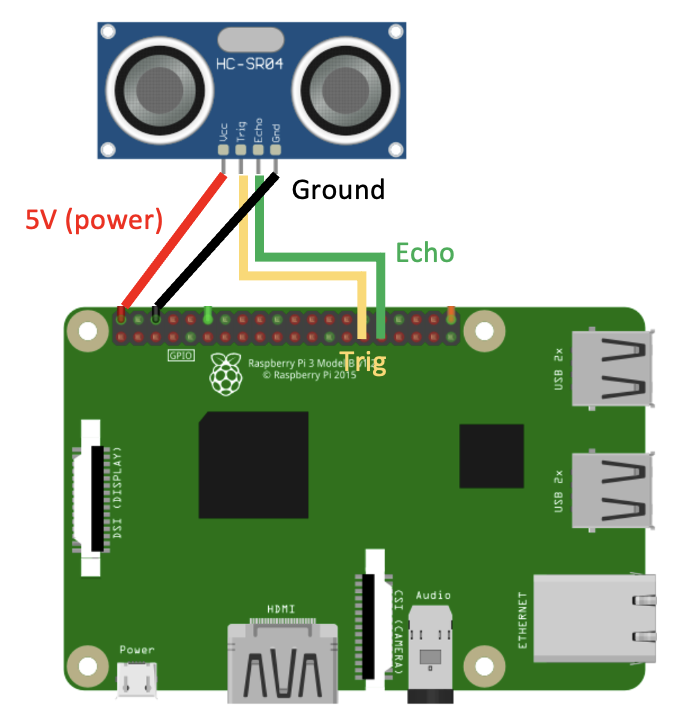 HC-SR04
Vcc
Trig
Echo
Gnd
Ground
5V (power)
Echo
GPIO
Trig
Raspberry Pi 3 Model B
© Raspberry Pi 2015
USB 2x
DSI (DISPLAY)
USB 2x
HDMI
CSI (CAMERA)
Audio
ETHERNET
Power